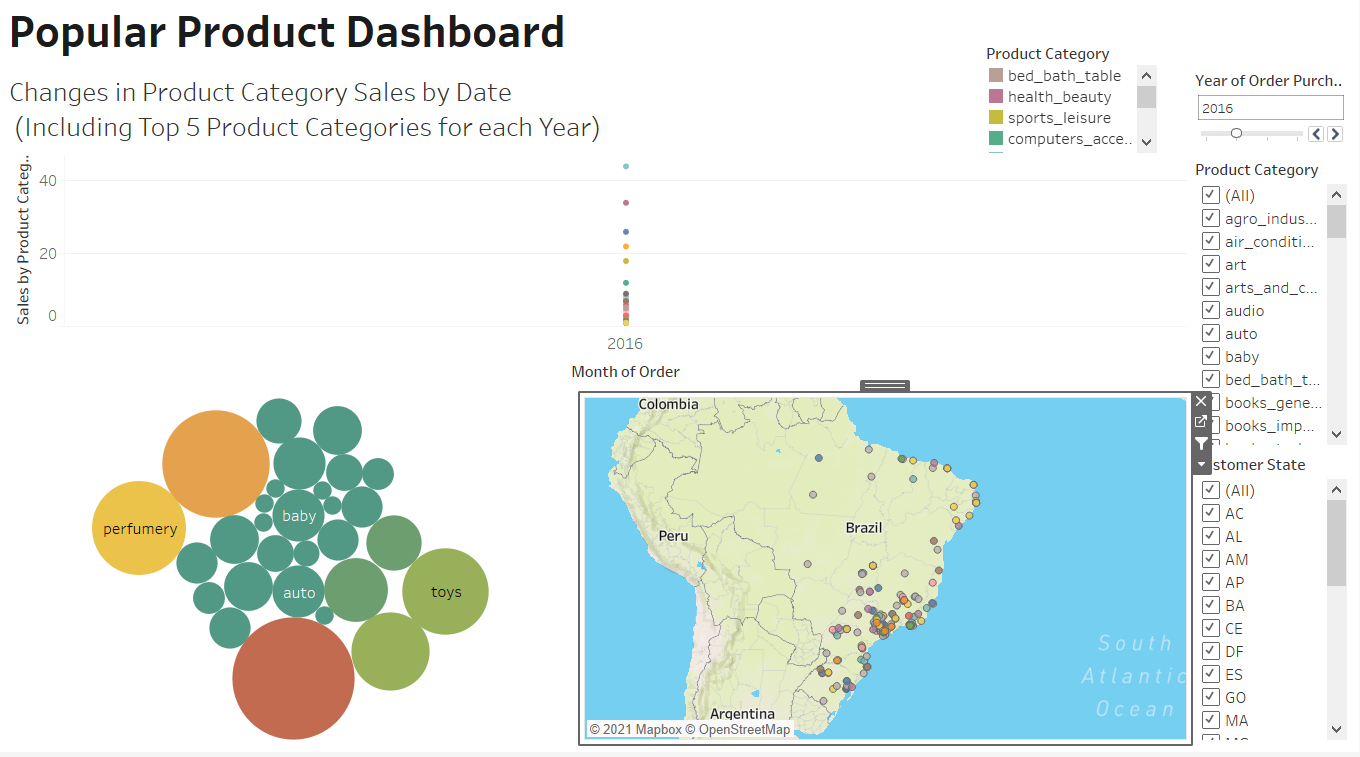 Popular Product Dashboard
Changes in Product Category Sales by Date
(Including Top 5 Product Categories for each Year)
Product Category
bed_bath_table
health_beauty
sports_leisure
computers_acce..
Year of Order Purch..
2016
Sales by Product Categ..
40
20
0
2016
Month of Order
Product Category
(All)
agro_indus...
air_conditi...
art
arts_and_c...
audio
auto
baby
bed_bath_t...
books_gene...
books_imp...
perfumery
baby
auto
toys
Colombia
Peru
Brazil
Argentina
South
Atlantic
Ocean
© 2021 Mapbox © OpenStreetMap
stomer State
(All)
AC
AL
AM
AP
BA
CE
DF
ES
GO
MA